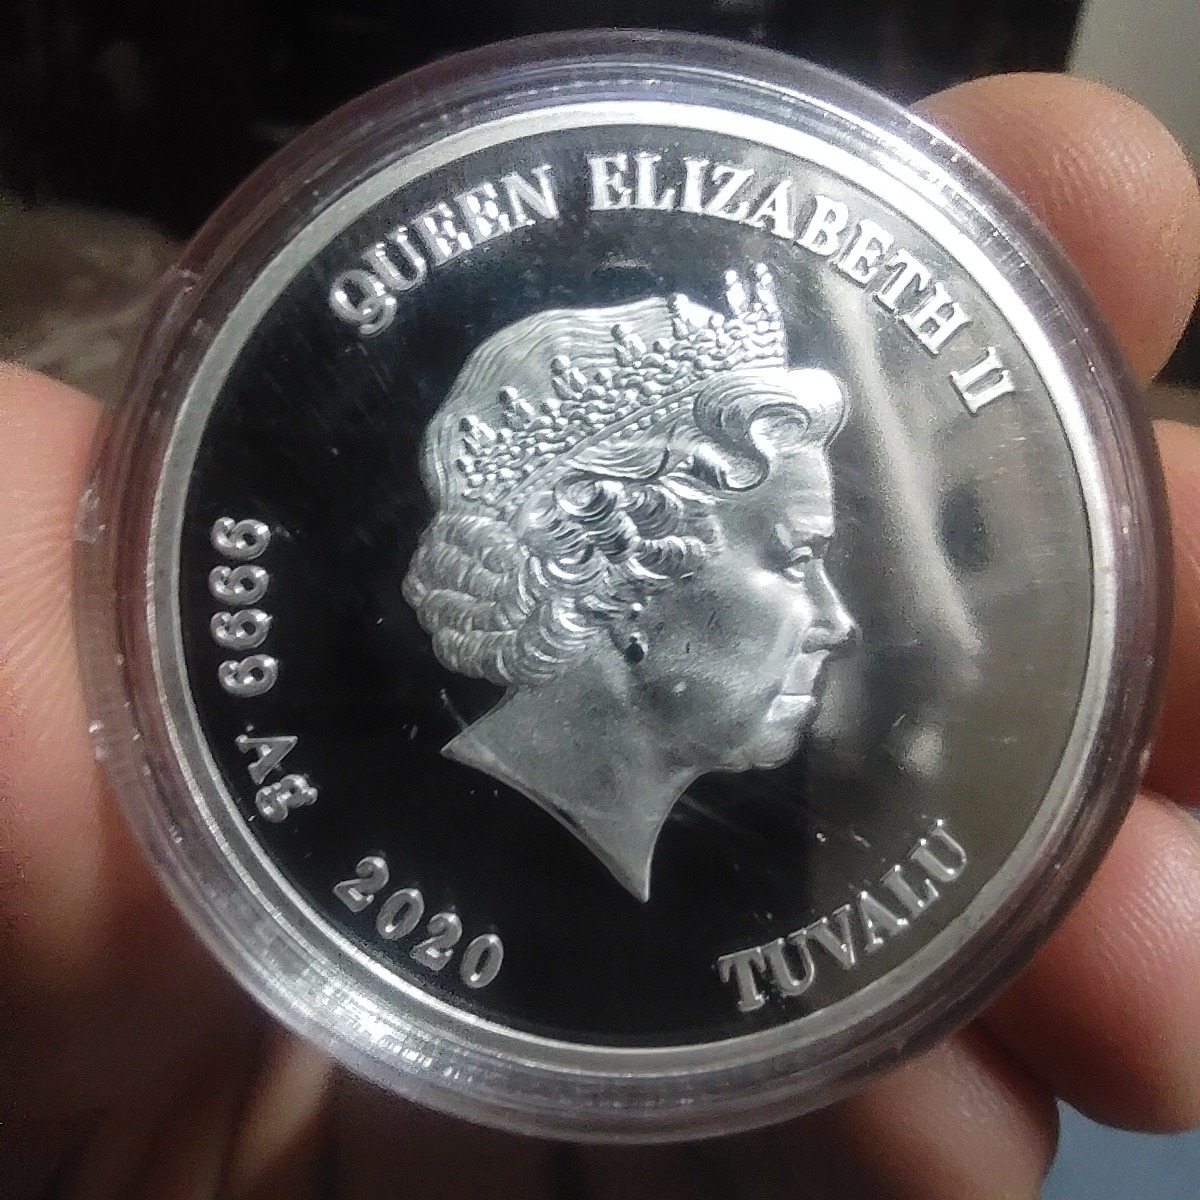 QUEEN ELIZABETH II
9999 Ag 2020
TUVALU